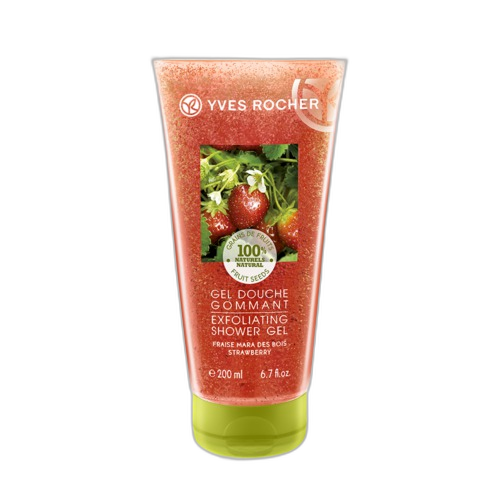 YVES ROCHER
GRAINS DE FRUITS
100%
NATURELS
NATURAL
FRUIT SEEDS
GEL DOUCHE
GOMMANT
EXFOLIATING
SHOWER GEL
FRAISE MARA DES BOIS
STRAWBERRY
e 200 ml 6.7 fl.oz.